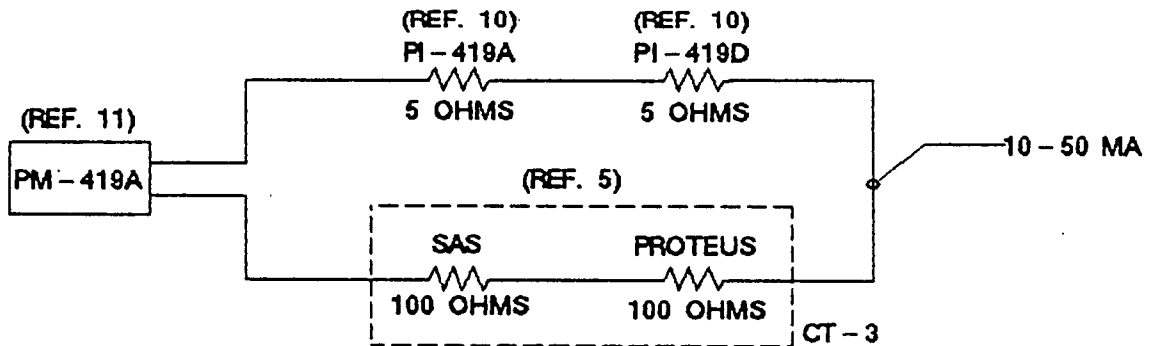 (REF. 10) (REF. 10)
PI - 419A PI - 419D
5 OHMS 5 OHMS
(REF. 11)
PM - 419A
10 - 50 MA
(REF. 5)
SAS PROTEUS
100 OHMS 100 OHMS
CT - 3